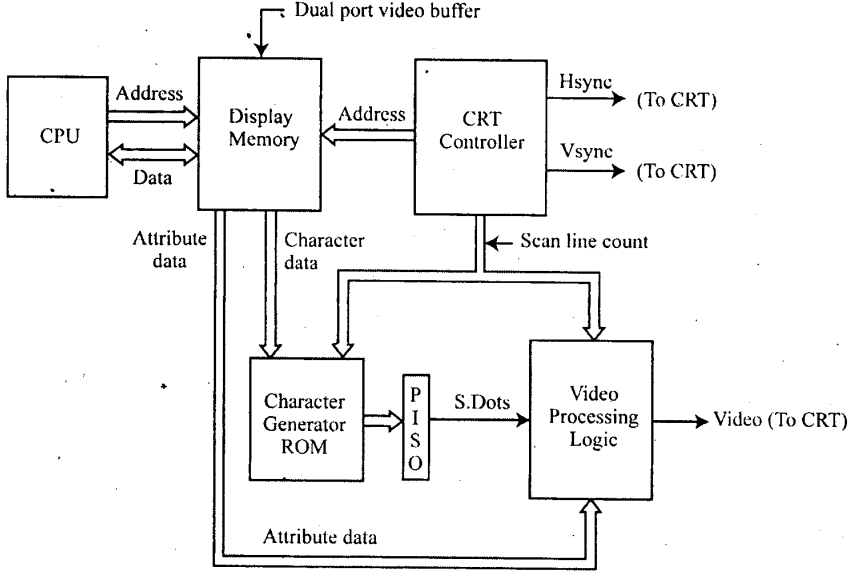 Dual port video buffer
CPU
Address
Data
Display
Memory
Address
CRT
Controller
Hsync
(To CRT)
Vsync
(To CRT)
Attribute
data
Character
data
Scan line count
Character
Generator
ROM
P
I
S
O
S.Dots
Video
Processing
Logic
Video (To CRT)
Attribute data